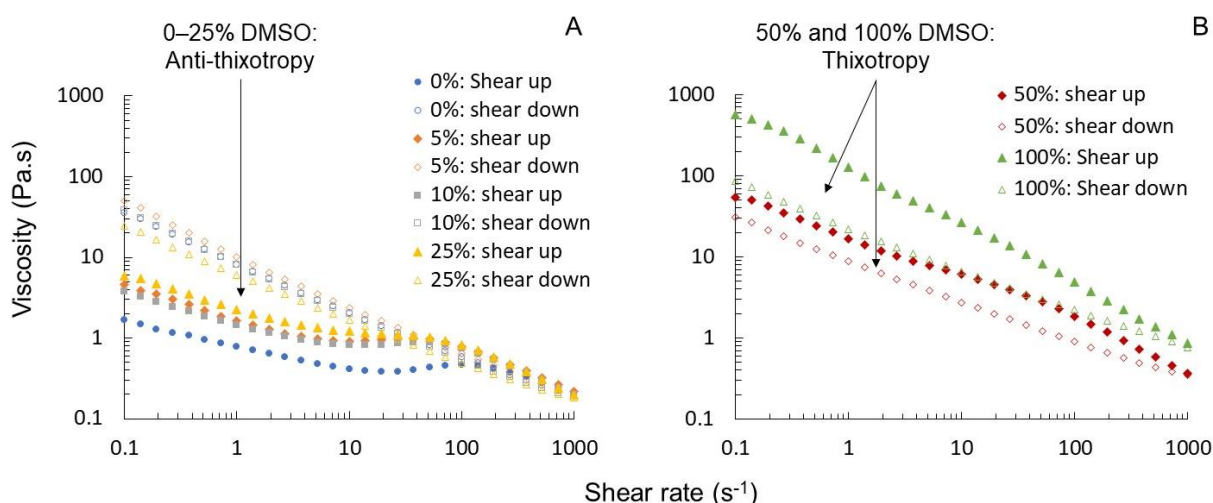 0–25% DMSO:
Anti-thixotropy
A
0%: Shear up
0%: shear down
5%: shear up
5%: shear down
10%: shear up
10%: shear down
25%: shear up
25%: shear down
Viscosity (Pa.s)
1000
100
10
1
0.1
0.1
1
10
100
1000
50% and 100% DMSO:
Thixotropy
B
50%: shear up
50%: shear down
100%: Shear up
100%: Shear down
1000
100
10
1
0.1
0.1
1
10
100
1000
Shear rate (s-1)